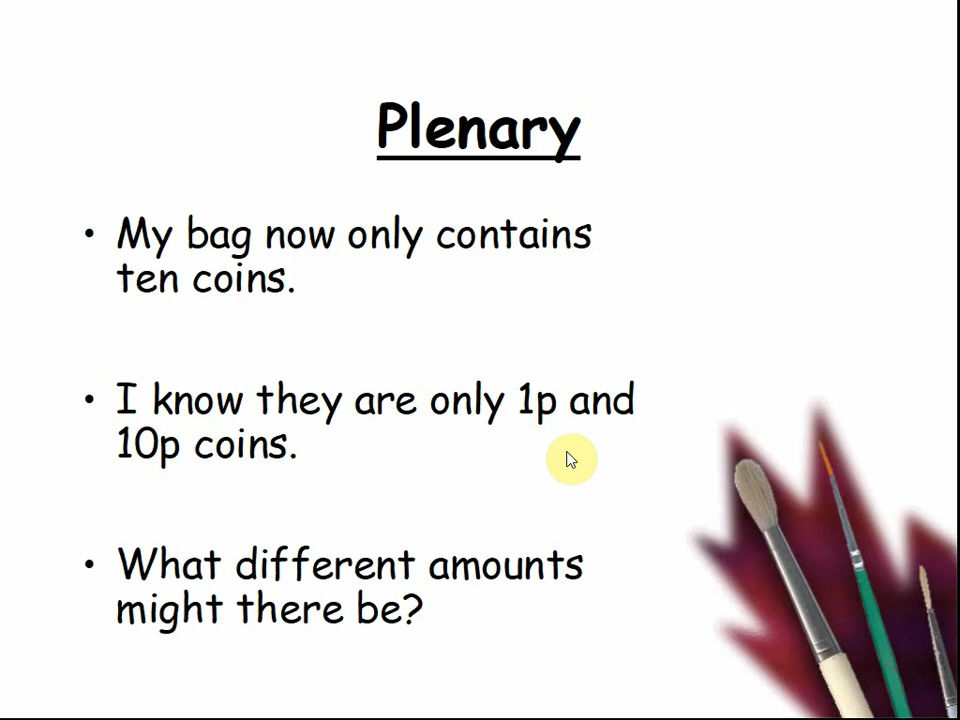 Plenary
• My bag now only contains
ten coins.
• I know they are only 1p and
10p coins.
• What different amounts
might there be?